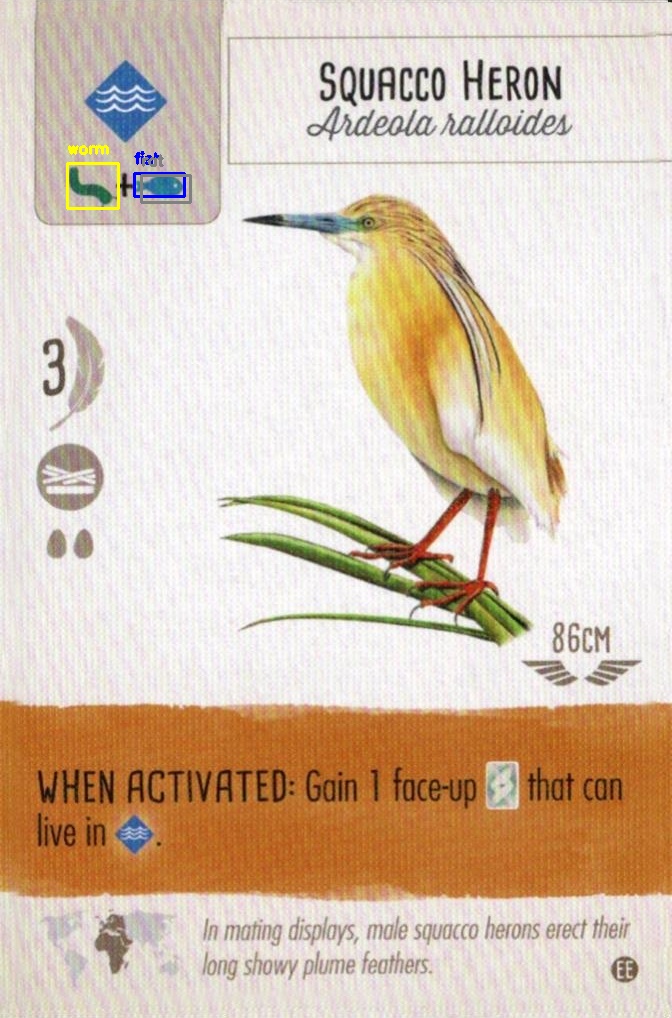 SQUACCO HERON
Ardeola ralloides
worm
+
3
86CM
WHEN ACTIVATED: Gain 1 face-up that can
live in .
In mating displays, male squacco herons erect their
long showy plume feathers.
EE